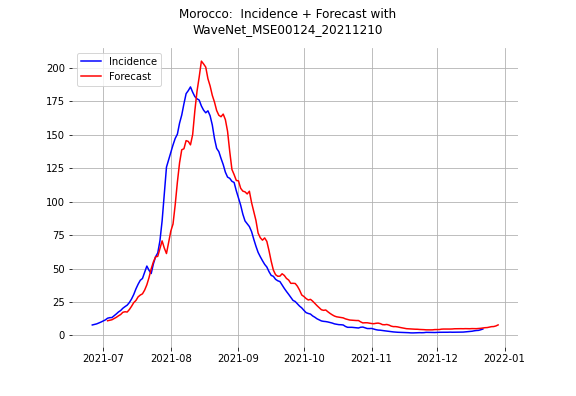 Morocco:  Incidence + Forecast with
WaveNet_MSE00124_20211210
Incidence
Forecast
200
175
150
125
100
75
50
25
0
2021-07 2021-08 2021-09 2021-10 2021-11 2021-12 2022-01